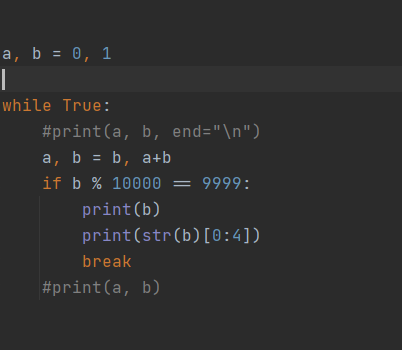 a, b = 0, 1
while True:
    #print(a, b, end="\n")
    a, b = b, a+b
    if b % 10000 == 9999:
        print(b)
        print(str(b)[0:4])
        break
    #print(a, b)